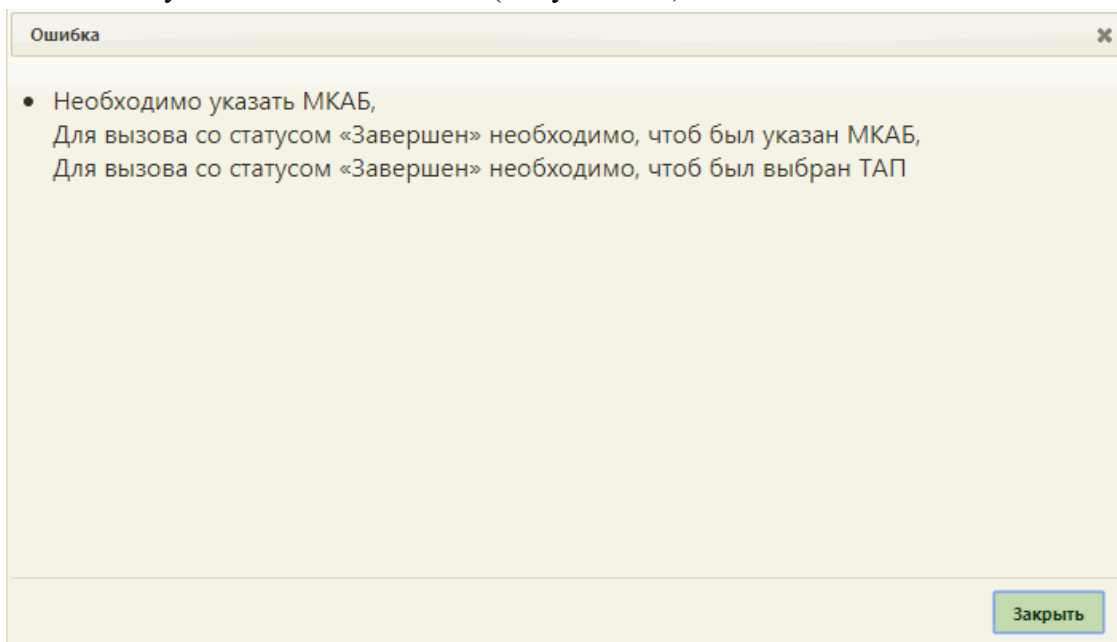 Ошибка
Необходимо указать МКАБ,
Для вызова со статусом «Завершен» необходимо, чтоб был указан МКАБ,
Для вызова со статусом «Завершен» необходимо, чтоб был выбран ТАП
Закрыть